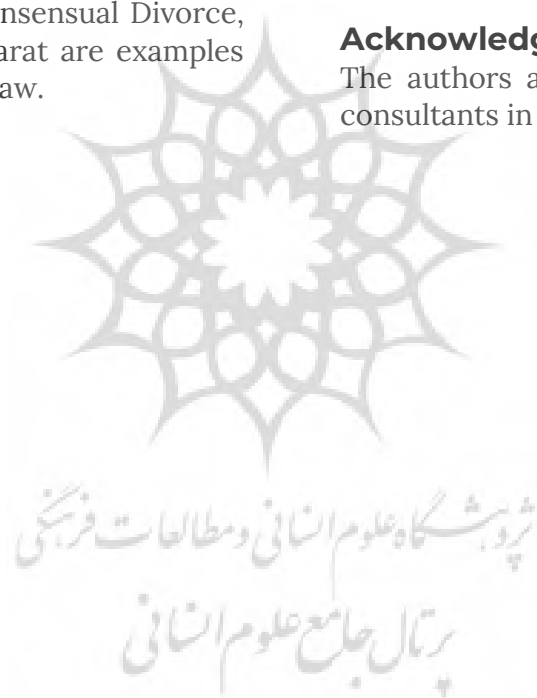 nsensual Divorce,
arat are examples
aw.
Acknowledg
The authors a
consultants in
پژوهشگاه علوم انسانی و مطالعات فرهنگی
پرتال جامع علوم انسانی